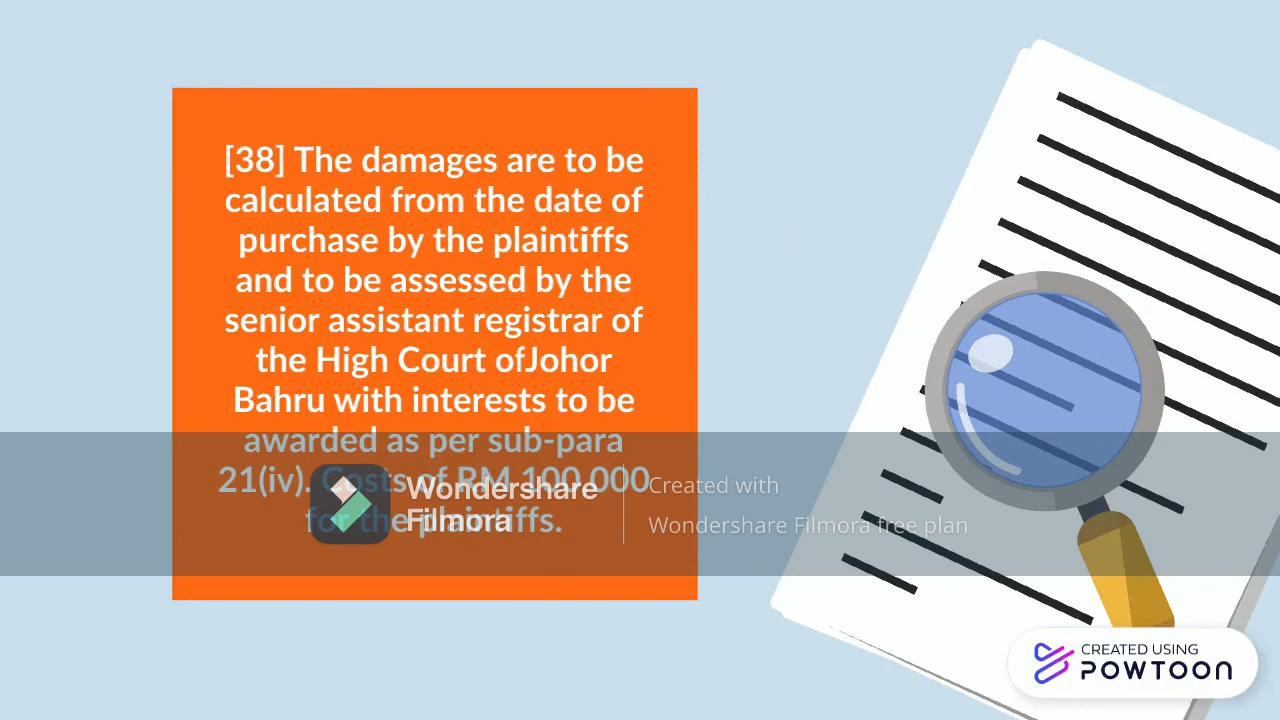 [38] The damages are to be
calculated from the date of
purchase by the plaintiffs
and to be assessed by the
senior assistant registrar of
the High Court ofJohor
Bahru with interests to be
awarded as per sub-para
21(iv). Costs of RM 100,000
for the plaintiffs.
Wondershare
Filmora
Created with
Wondershare Filmora free plan
CREATED USING
POWTOON